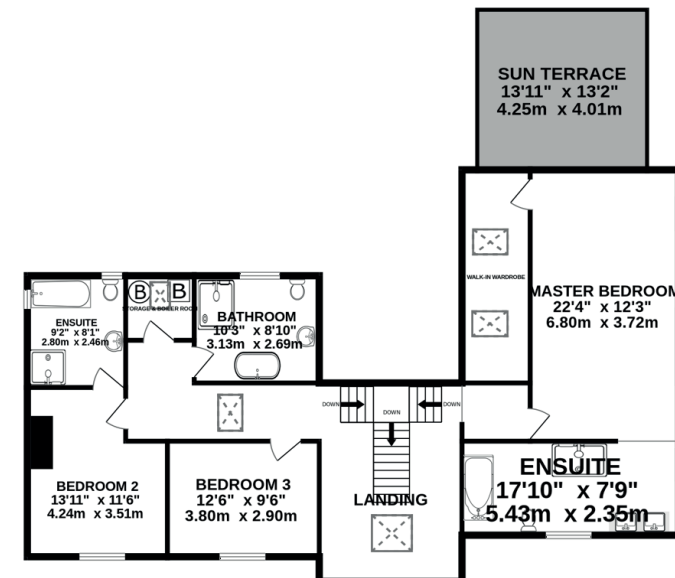 SUN TERRACE
13'11" x 13'2"
4.25m x 4.01m
WALK-IN WARDROBE
MASTER BEDROOM
22'4" x 12'3"
6.80m x 3.72m
B
B
STORAGE & BOILER ROOM
ENSUITE
9'2" x 8'1"
2.80m x 2.46m
BATHROOM
10'3" x 8'10"
3.13m x 2.69m
DOWN
DOWN
DOWN
BEDROOM 2
13'11" x 11'6"
4.24m x 3.51m
BEDROOM 3
12'6" x 9'6"
3.80m x 2.90m
LANDING
ENSUITE
17'10" x 7'9"
5.43m x 2.35m